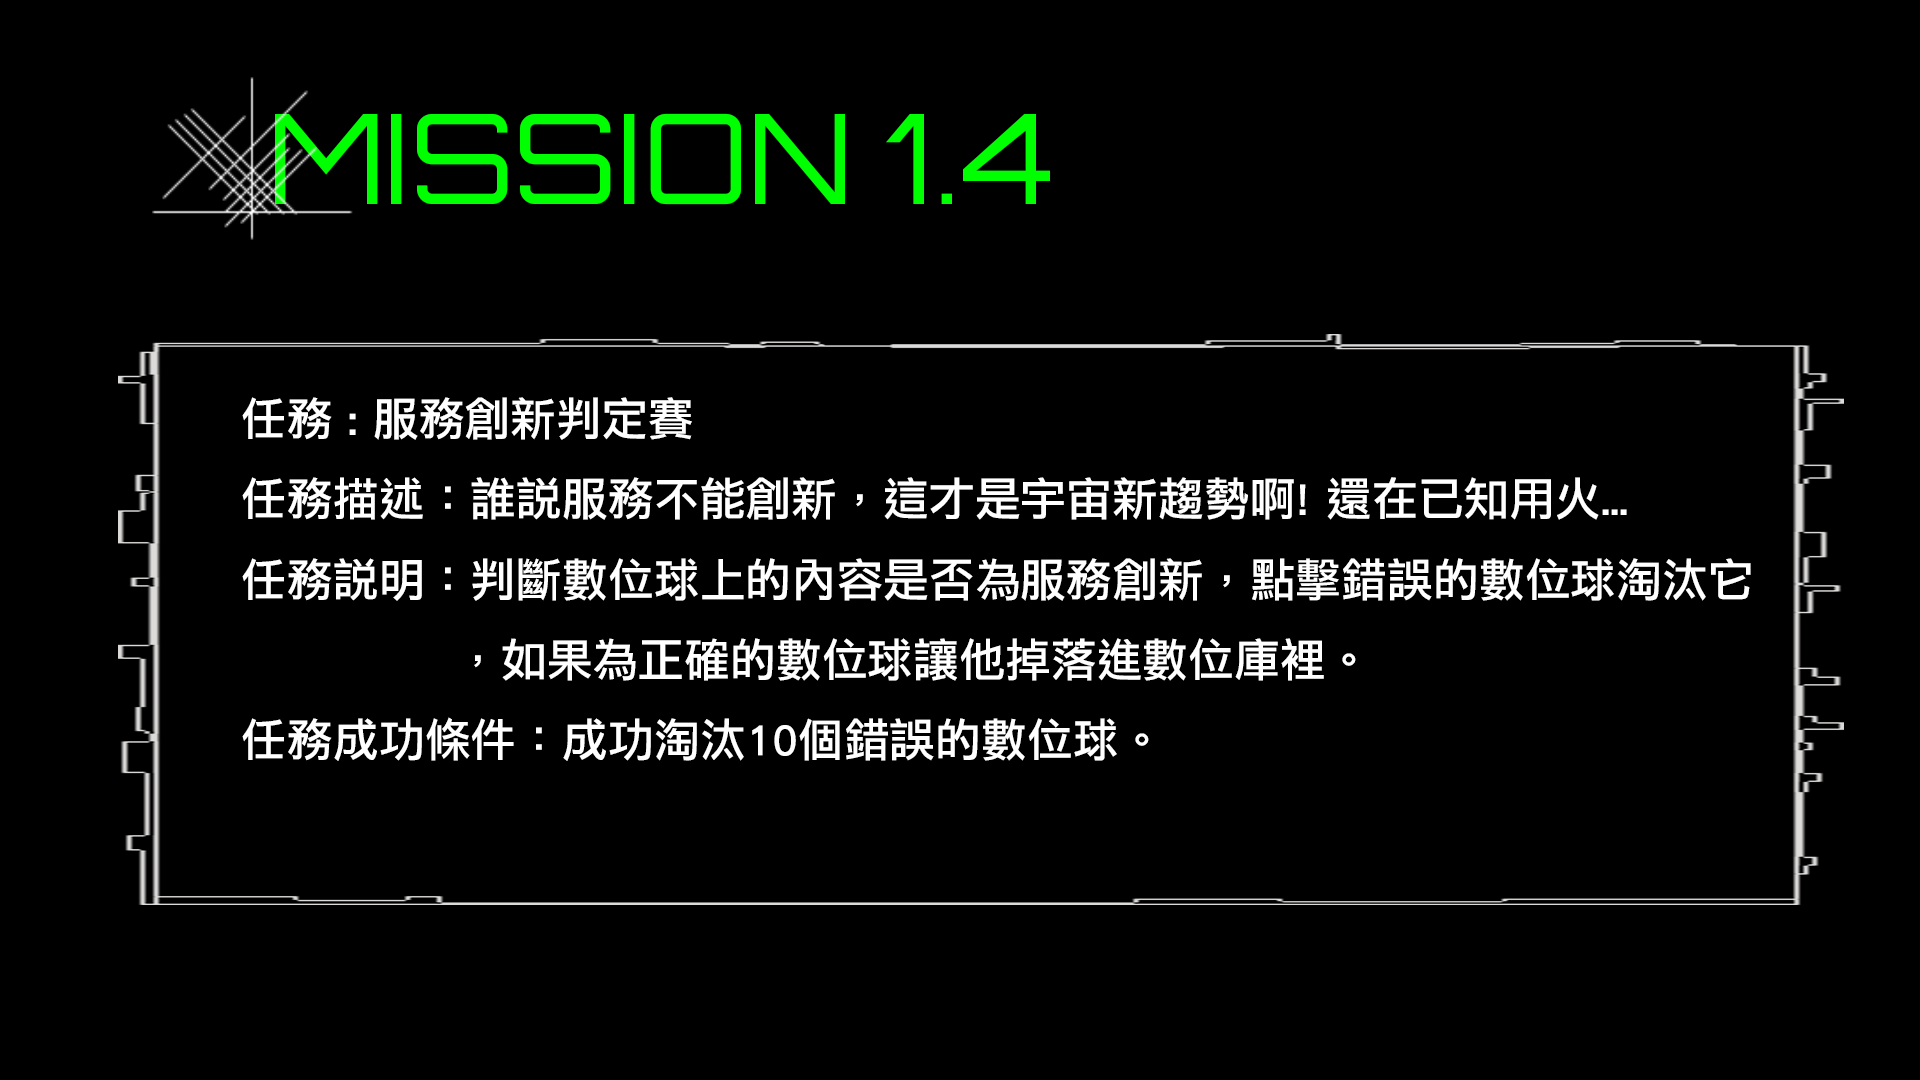 MISSION 1.4
任務 : 服務創新判定賽
任務描述：誰説服務不能創新，這才是宇宙新趨勢啊! 還在已知用火...
任務説明：判斷數位球上的內容是否為服務創新，點擊錯誤的數位球淘汰它
，如果為正確的數位球讓他掉落進數位庫裡。
任務成功條件：成功淘汰10個錯誤的數位球。